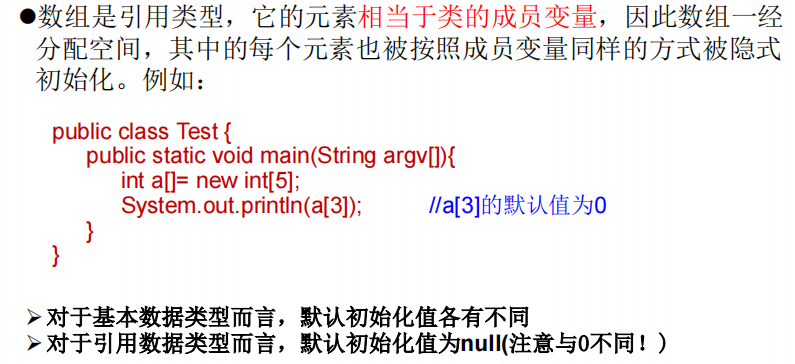 ●数组是引用类型，它的元素相当于类的成员变量，因此数组一经
分配空间，其中的每个元素也被按照成员变量同样的方式被隐式
初始化。例如：
public class Test {
public static void main(String argv[]){
int a[]= new int[5];
System.out.println(a[3]); //a[3]的默认值为0
}
}
➢对于基本数据类型而言，默认初始化值各有不同
➢对于引用数据类型而言，默认初始化值为null(注意与0不同！)